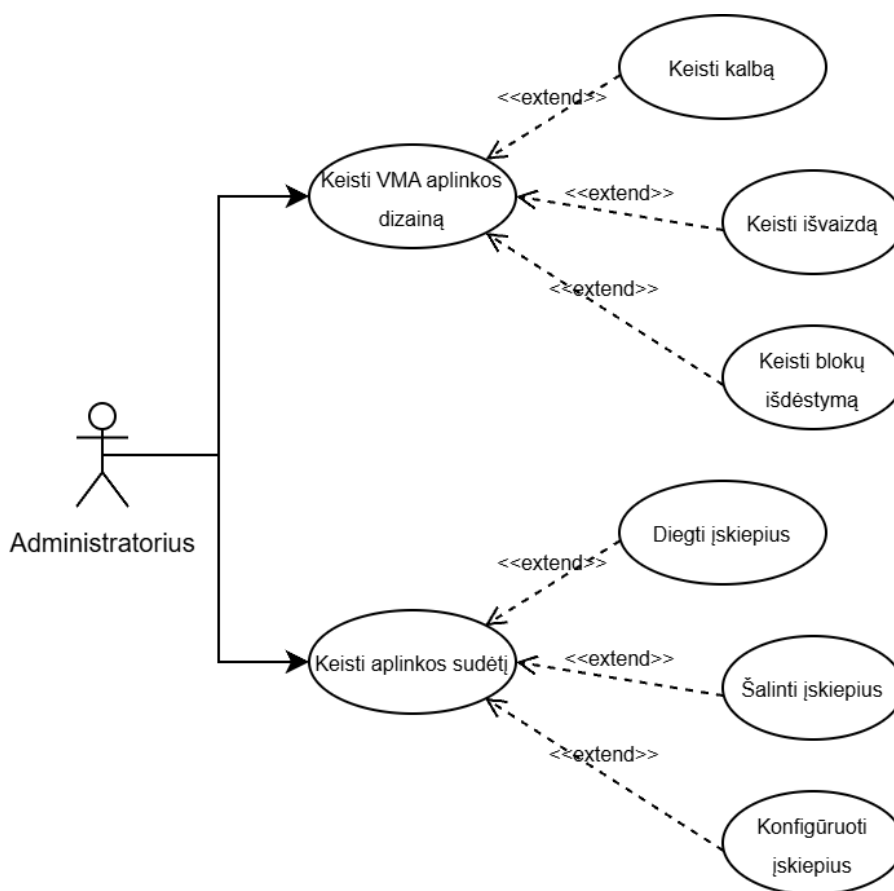 Keisti kalbą
<<extend>>
Keisti VMA aplinkos
dizainą
<<extend>>
Keisti išvaizdą
<<extend>>
Keisti blokų
išdėstymą
Administratorius
Diegti įskiepius
<<extend>>
Keisti aplinkos sudėtį
<<extend>>
Šalinti įskiepius
<<extend>>
Konfigūruoti
įskiepius